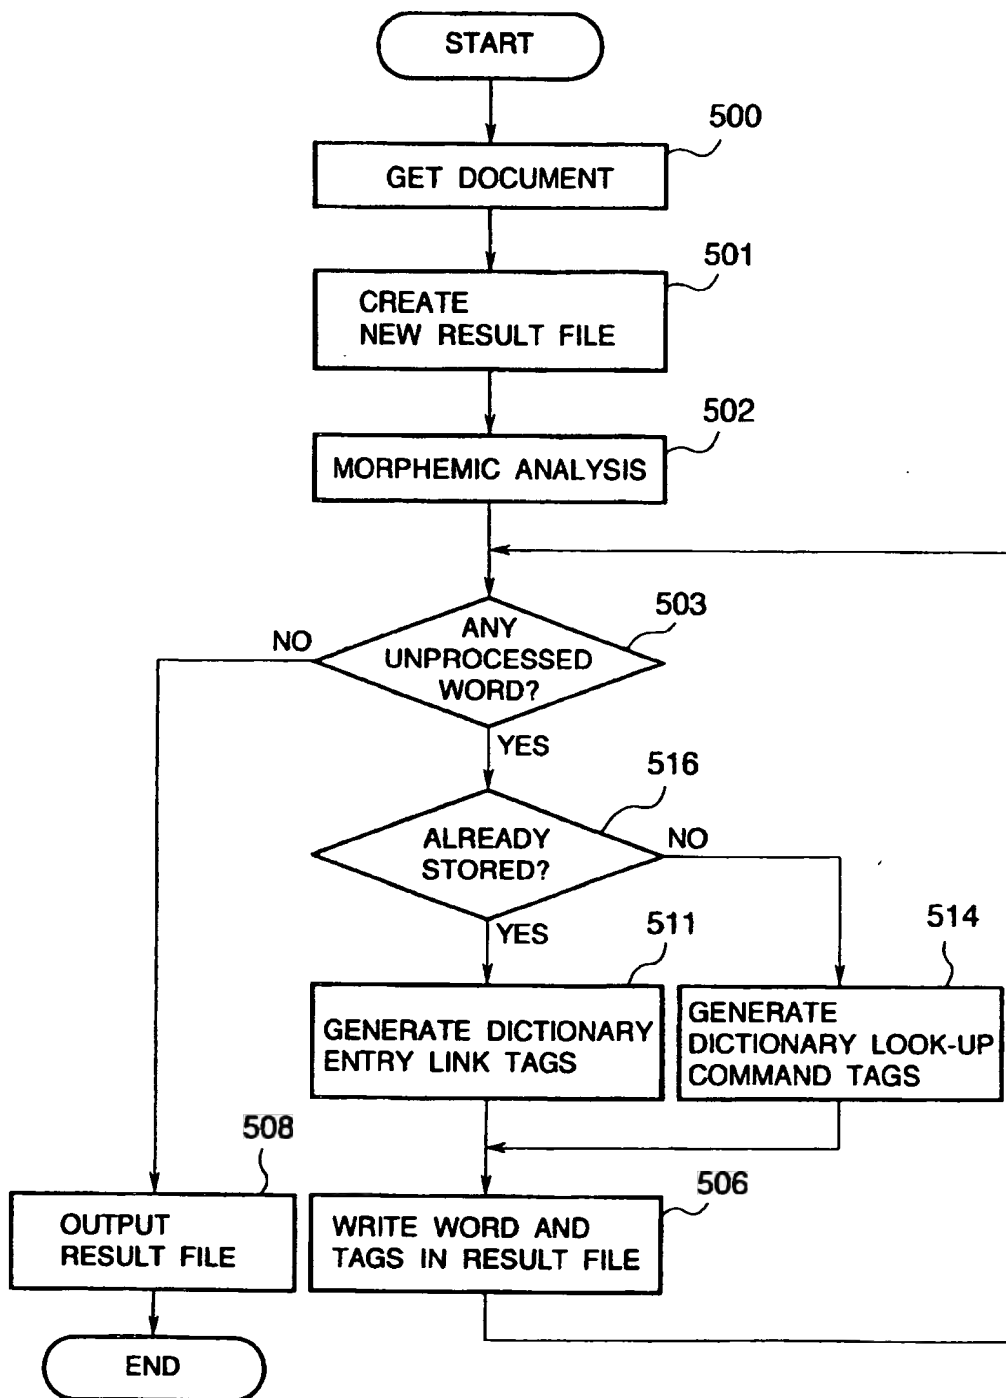 START
500
GET DOCUMENT
501
CREATE
NEW RESULT FILE
502
MORPHEMIC ANALYSIS
503
NO
ANY
UNPROCESSED
WORD?
YES
516
ALREADY
STORED?
NO
YES
511
514
GENERATE DICTIONARY
ENTRY LINK TAGS
GENERATE
DICTIONARY LOOK-UP
COMMAND TAGS
508
506
OUTPUT
RESULT FILE
WRITE WORD AND
TAGS IN RESULT FILE
END